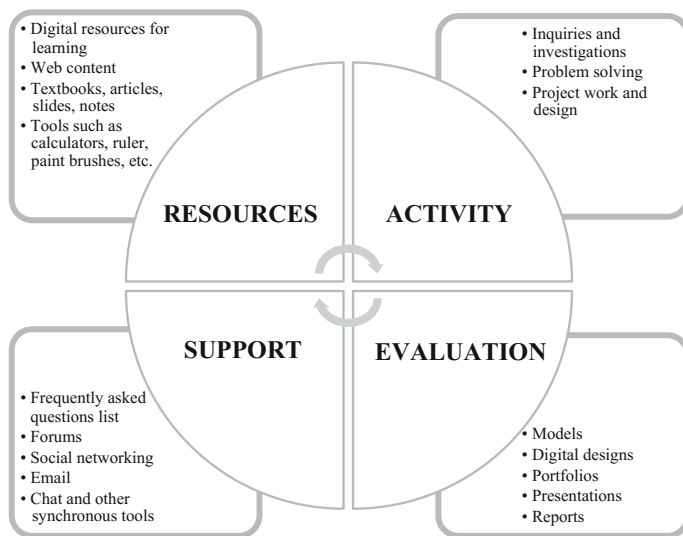 • Digital resources for
learning
• Web content
• Textbooks, articles,
slides, notes
• Tools such as
calculators, ruler,
paint brushes, etc.
• Inquiries and
investigations
• Problem solving
• Project work and
design
RESOURCES
ACTIVITY
SUPPORT
EVALUATION
• Frequently asked
questions list
• Forums
• Social networking
• Email
• Chat and other
synchronous tools
• Models
• Digital designs
• Portfolios
• Presentations
• Reports